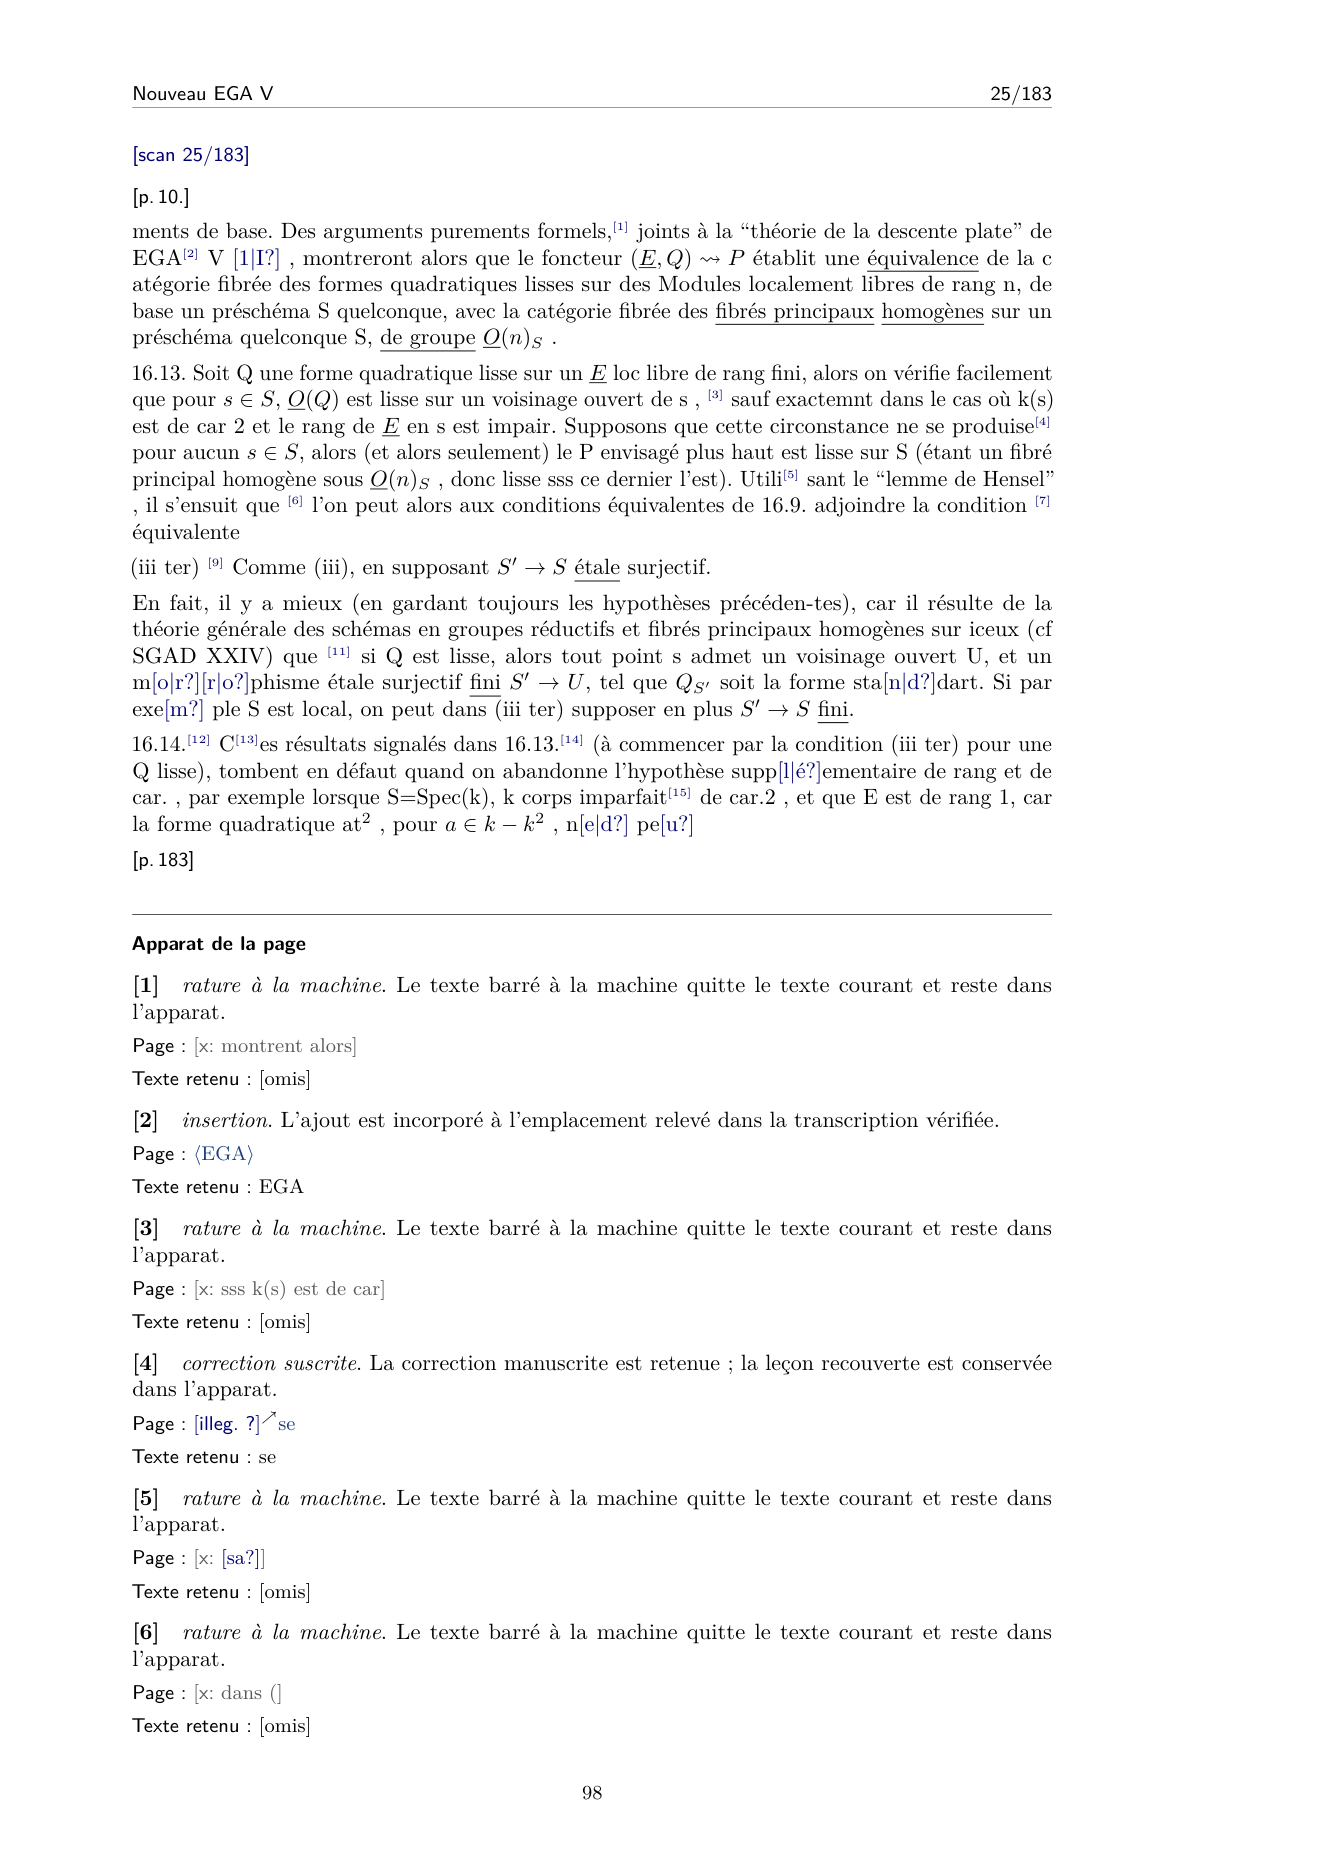 Nouveau EGA V 25/183
[scan 25/183]
[p. 10.]
ments de base. Des arguments purements formels,[1] joints à la “théorie de la descente plate” de
EGA[2] V [1|I?] , montreront alors que le foncteur (E, Q) ⇝ P établit une équivalence de la c
atégorie fibrée des formes quadratiques lisses sur des Modules localement libres de rang n, de
base un préschéma S quelconque, avec la catégorie fibrée des fibrés principaux homogènes sur un
préschéma quelconque S, de groupe O(n)S .
16.13. Soit Q une forme quadratique lisse sur un E loc libre de rang fini, alors on vérifie facilement
que pour s ∈ S, O(Q) est lisse sur un voisinage ouvert de s , [3] sauf exactemnt dans le cas où k(s)
est de car 2 et le rang de E en s est impair. Supposons que cette circonstance ne se produise[4]
pour aucun s ∈ S, alors (et alors seulement) le P envisagé plus haut est lisse sur S (étant un fibré
principal homogène sous O(n)S , donc lisse sss ce dernier l’est). Utili[5] sant le “lemme de Hensel”
, il s’ensuit que [6] l’on peut alors aux conditions équivalentes de 16.9. adjoindre la condition [7]
équivalente
(iii ter) [9] Comme (iii), en supposant S′ → S étale surjectif.
En fait, il y a mieux (en gardant toujours les hypothèses précéden-tes), car il résulte de la
théorie générale des schémas en groupes réductifs et fibrés principaux homogènes sur iceux (cf
SGAD XXIV) que [11] si Q est lisse, alors tout point s admet un voisinage ouvert U, et un
m[o|r?][r|o?]phisme étale surjectif fini S′ → U, tel que QS′ soit la forme sta[n|d?]dart. Si par
exe[m?] ple S est local, on peut dans (iii ter) supposer en plus S′ → S fini.
16.14.[12] C[13]es résultats signalés dans 16.13.[14] (à commencer par la condition (iii ter) pour une
Q lisse), tombent en défaut quand on abandonne l’hypothèse supp[l|é?]ementaire de rang et de
car. , par exemple lorsque S=Spec(k), k corps imparfait[15] de car.2 , et que E est de rang 1, car
la forme quadratique at² , pour a ∈ k − k² , n[e|d?] pe[u?]
[p. 183]
Apparat de la page
[1] rature à la machine. Le texte barré à la machine quitte le texte courant et reste dans
l’apparat.
Page : [x: montrent alors]
Texte retenu : [omis]
[2] insertion. L’ajout est incorporé à l’emplacement relevé dans la transcription vérifiée.
Page : ⟨EGA⟩
Texte retenu : EGA
[3] rature à la machine. Le texte barré à la machine quitte le texte courant et reste dans
l’apparat.
Page : [x: sss k(s) est de car]
Texte retenu : [omis]
[4] correction suscrite. La correction manuscrite est retenue ; la leçon recouverte est conservée
dans l’apparat.
Page : [illeg. ?]↗se
Texte retenu : se
[5] rature à la machine. Le texte barré à la machine quitte le texte courant et reste dans
l’apparat.
Page : [x: [sa?]]
Texte retenu : [omis]
[6] rature à la machine. Le texte barré à la machine quitte le texte courant et reste dans
l’apparat.
Page : [x: dans (]
Texte retenu : [omis]
98